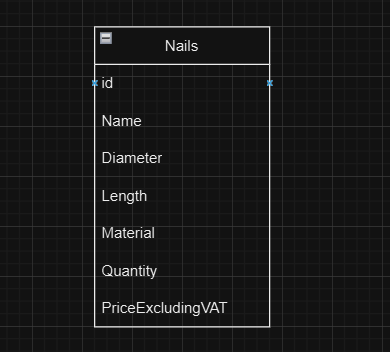 Nails
id
Name
Diameter
Length
Material
Quantity
PriceExcludingVAT